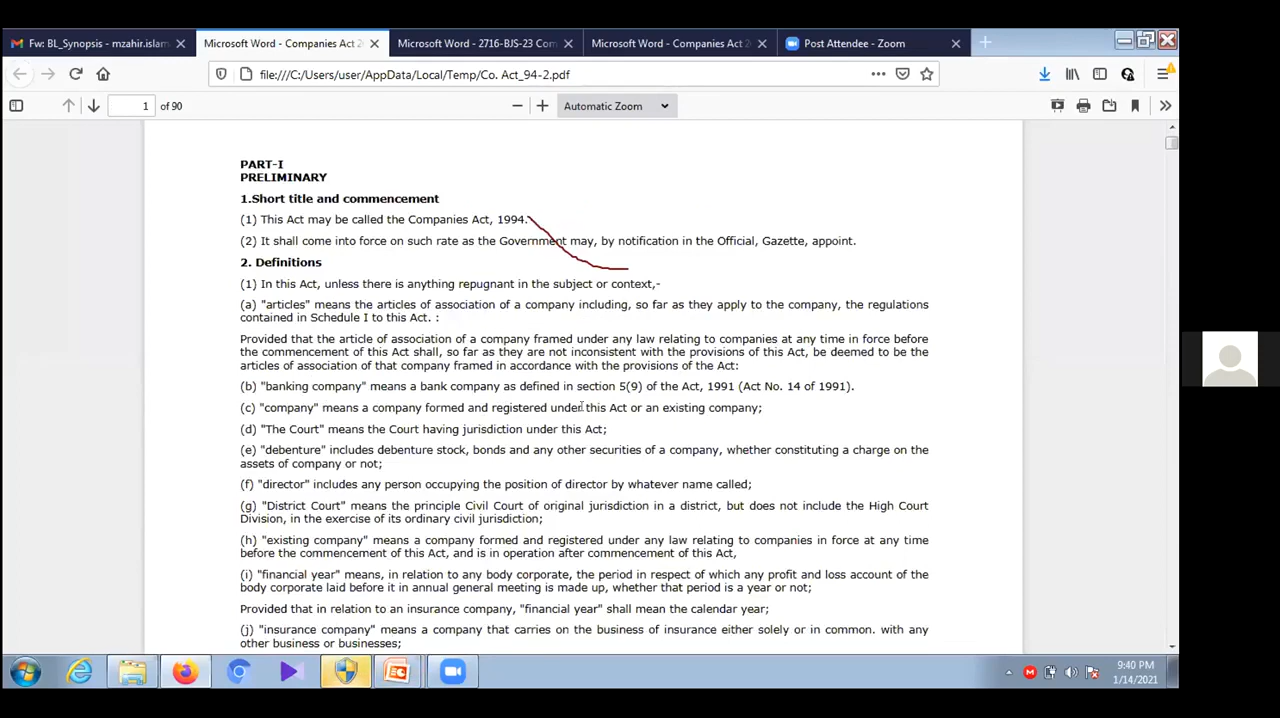 Fw: BL_Synopsis - mzahir.islam
Microsoft Word - Companies Act 2
Microsoft Word - 2716-BJS-23 Com
Microsoft Word - Companies Act 2
Post Attendee - Zoom
file:///C:/Users/user/AppData/Local/Temp/Co. Act_94-2.pdf
1 of 90
Automatic Zoom
PART-I
PRELIMINARY
1.Short title and commencement
(1) This Act may be called the Companies Act, 1994.
(2) It shall come into force on such rate as the Government may, by notification in the Official, Gazette, appoint.
2. Definitions
(1) In this Act, unless there is anything repugnant in the subject or context,-
(a) "articles" means the articles of association of a company including, so far as they apply to the company, the regulations
contained in Schedule I to this Act. :
Provided that the article of association of a company framed under any law relating to companies at any time in force before
the commencement of this Act shall, so far as they are not inconsistent with the provisions of this Act, be deemed to be the
articles of association of that company framed in accordance with the provisions of the Act:
(b) "banking company" means a bank company as defined in section 5(9) of the Act, 1991 (Act No. 14 of 1991).
(c) "company" means a company formed and registered under this Act or an existing company;
(d) "The Court" means the Court having jurisdiction under this Act;
(e) "debenture" includes debenture stock, bonds and any other securities of a company, whether constituting a charge on the
assets of company or not;
(f) "director" includes any person occupying the position of director by whatever name called;
(g) "District Court" means the principle Civil Court of original jurisdiction in a district, but does not include the High Court
Division, in the exercise of its ordinary civil jurisdiction;
(h) "existing company" means a company formed and registered under any law relating to companies in force at any time
before the commencement of this Act, and is in operation after commencement of this Act,
(i) "financial year" means, in relation to any body corporate, the period in respect of which any profit and loss account of the
body corporate laid before it in annual general meeting is made up, whether that period is a year or not;
Provided that in relation to an insurance company, "financial year" shall mean the calendar year;
(j) "insurance company" means a company that carries on the business of insurance either solely or in common. with any
other business or businesses;
9:40 PM
1/14/2021